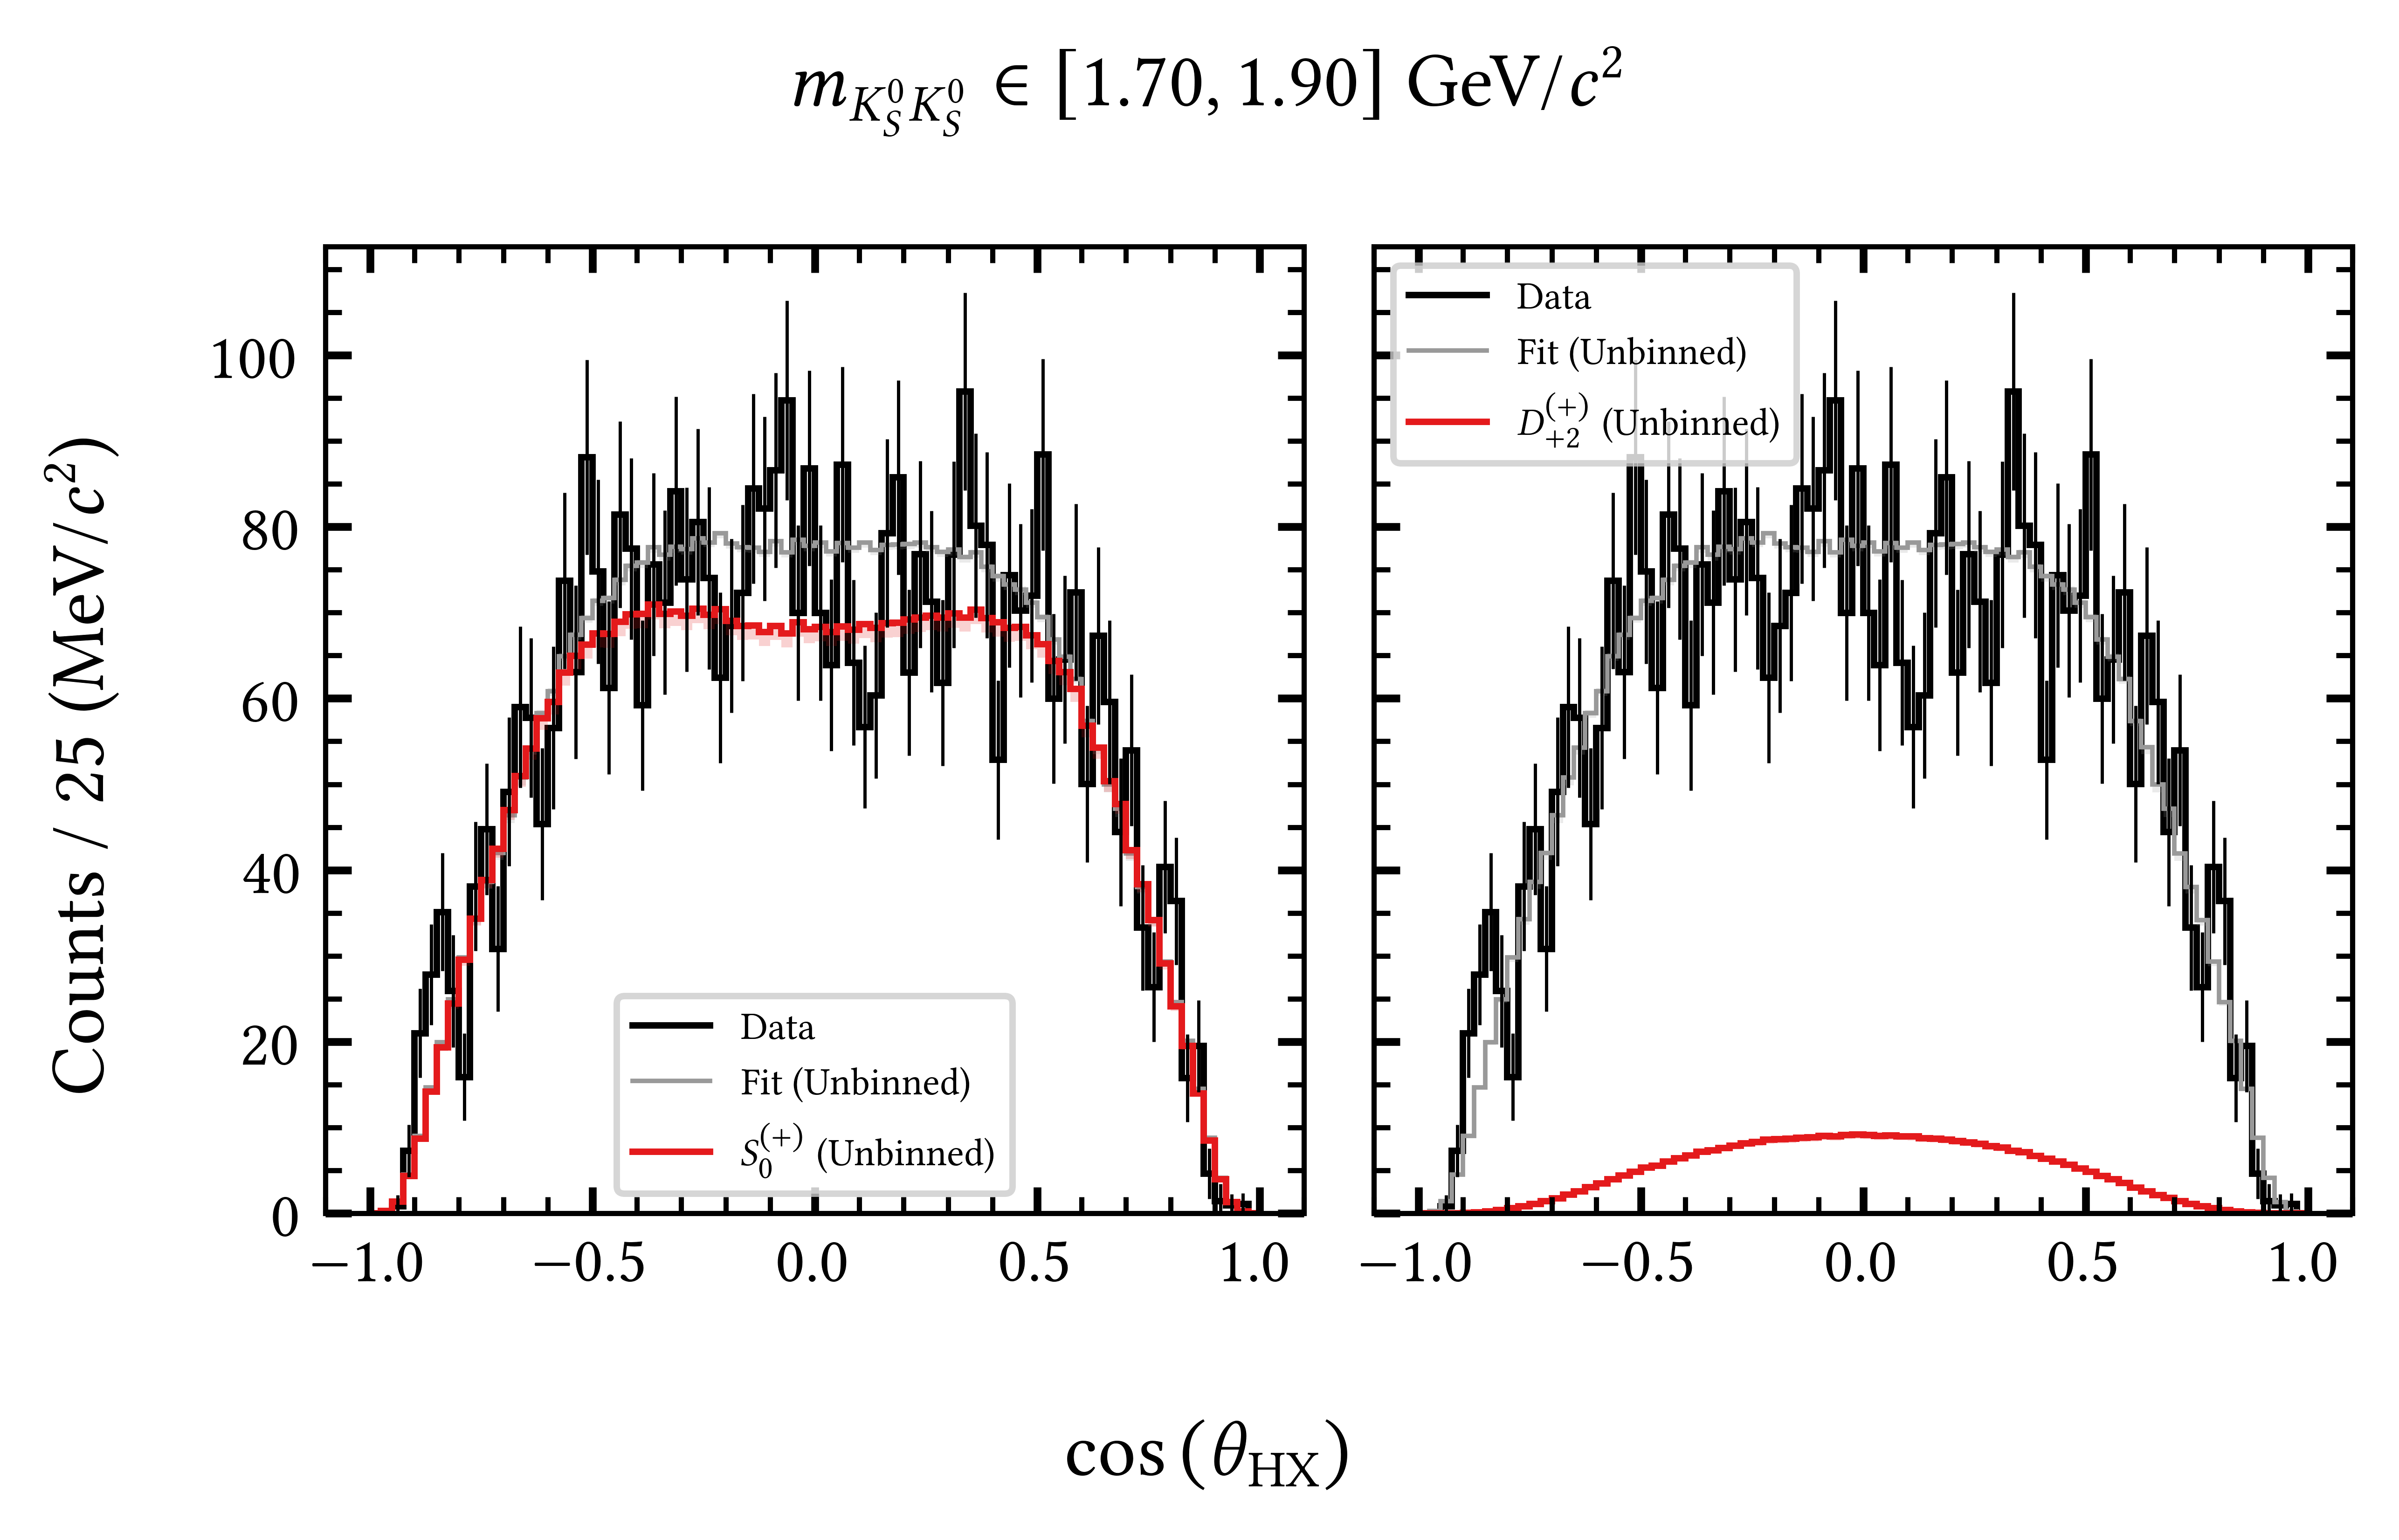 m_{K_S^0 K_S^0} ∈ [1.70, 1.90] GeV/c²
Counts / 25 (MeV/c²)
100
80
60
40
20
0
Data
Fit (Unbinned)
S_0^{(+)} (Unbinned)
−1.0 −0.5 0.0 0.5 1.0
Data
Fit (Unbinned)
D_{+2}^{(+)} (Unbinned)
−1.0 −0.5 0.0 0.5 1.0
cos (θ_HX)